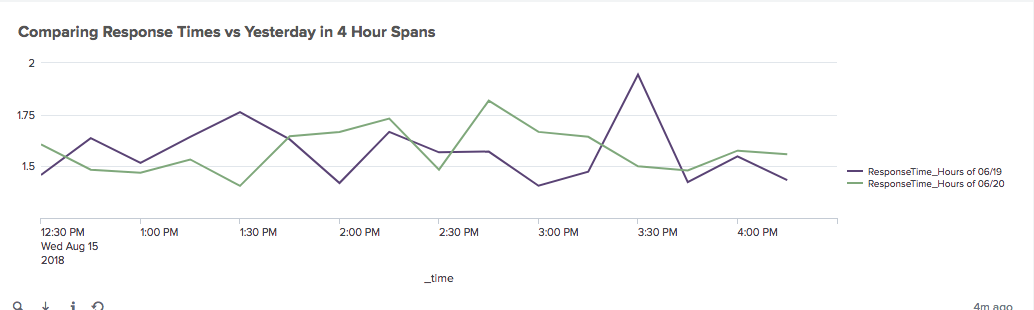 Comparing Response Times vs Yesterday in 4 Hour Spans
2
1.75
1.5
ResponseTime_Hours of 06/19
ResponseTime_Hours of 06/20
12:30 PM 1:00 PM 1:30 PM 2:00 PM 2:30 PM 3:00 PM 3:30 PM 4:00 PM
Wed Aug 15
2018
_time
4m ago